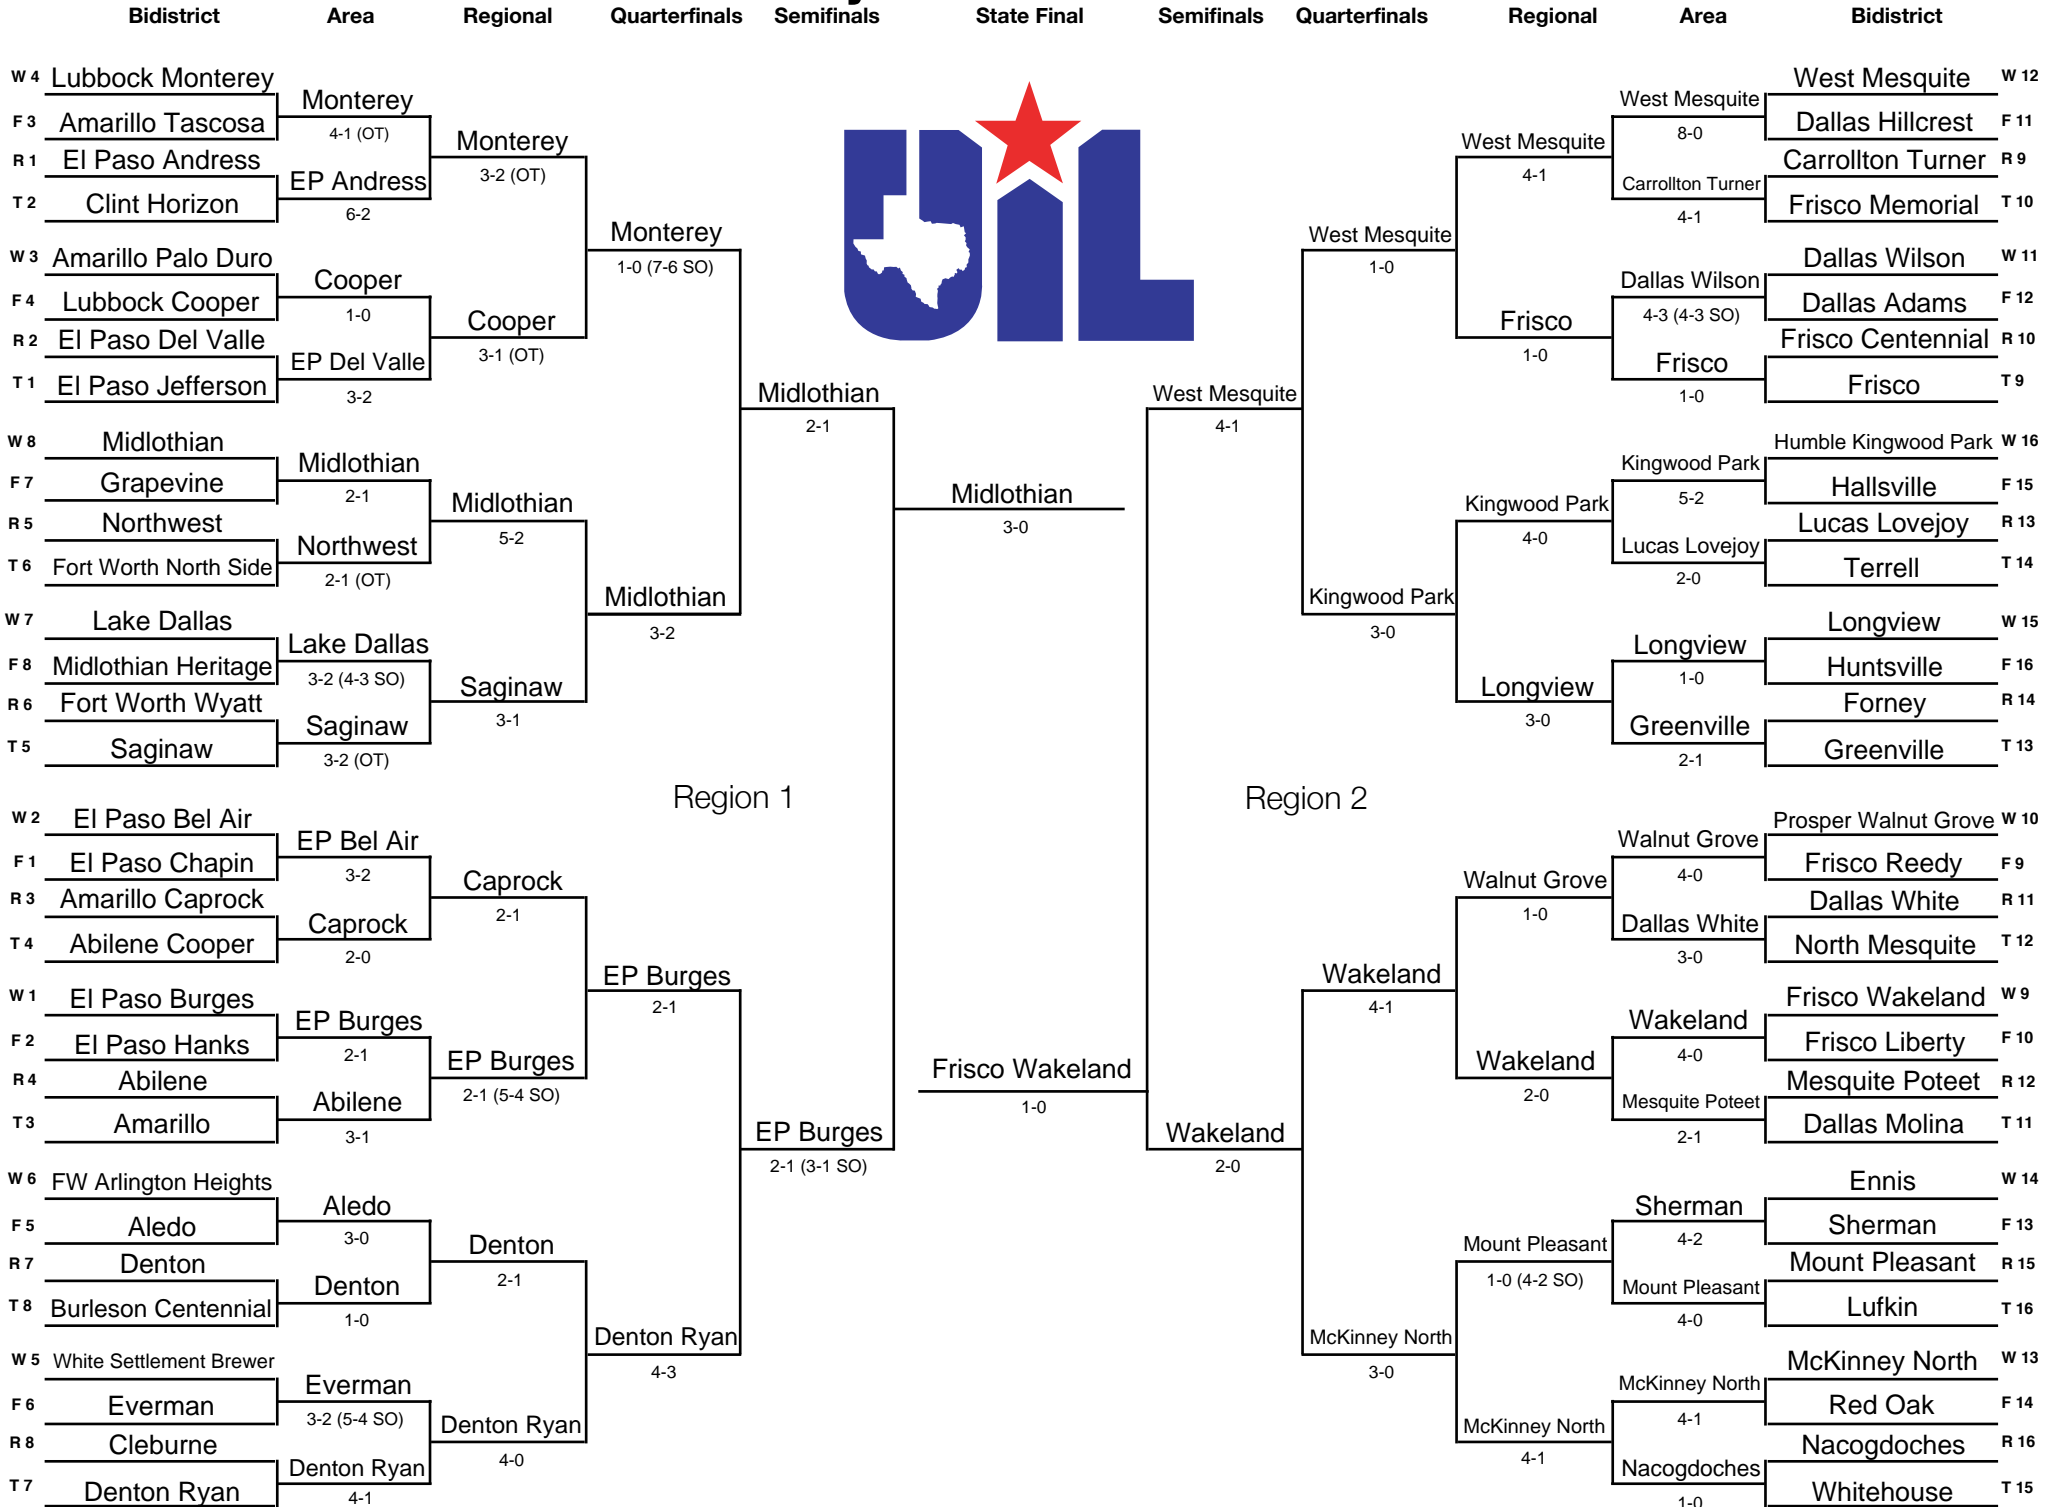 Bidistrict Area Regional Quarterfinals Semifinals State Final Semifinals Quarterfinals Regional Area Bidistrict
W 4 Lubbock Monterey
Monterey
F 3 Amarillo Tascosa
4-1 (OT)
Monterey
R 1 El Paso Andress
3-2 (OT)
EP Andress
T 2 Clint Horizon
6-2
Monterey
1-0 (7-6 SO)
W 3 Amarillo Palo Duro
Cooper
F 4 Lubbock Cooper
1-0
Cooper
3-1 (OT)
R 2 El Paso Del Valle
EP Del Valle
T 1 El Paso Jefferson
3-2
Midlothian
2-1
W 8 Midlothian
Midlothian
F 7 Grapevine
2-1
Midlothian
5-2
R 5 Northwest
Northwest
T 6 Fort Worth North Side
2-1 (OT)
Midlothian
3-2
W 7 Lake Dallas
Lake Dallas
F 8 Midlothian Heritage
3-2 (4-3 SO)
Saginaw
3-1
R 6 Fort Worth Wyatt
Saginaw
T 5 Saginaw
3-2 (OT)
Region 1
W 2 El Paso Bel Air
EP Bel Air
F 1 El Paso Chapin
3-2
Caprock
2-1
R 3 Amarillo Caprock
Caprock
T 4 Abilene Cooper
2-0
EP Burges
2-1
W 1 El Paso Burges
EP Burges
F 2 El Paso Hanks
2-1
EP Burges
2-1 (5-4 SO)
R 4 Abilene
Abilene
T 3 Amarillo
3-1
EP Burges
2-1 (3-1 SO)
W 6 FW Arlington Heights
Aledo
F 5 Aledo
3-0
Denton
2-1
R 7 Denton
Denton
T 8 Burleson Centennial
1-0
Denton Ryan
4-3
W 5 White Settlement Brewer
Everman
F 6 Everman
3-2 (5-4 SO)
Denton Ryan
4-0
R 8 Cleburne
Denton Ryan
T 7 Denton Ryan
4-1
UIL
Midlothian
3-0
Frisco Wakeland
1-0
West Mesquite W 12
West Mesquite
8-0
Dallas Hillcrest F 11
West Mesquite
4-1
Carrollton Turner R 9
Carrollton Turner
4-1
Frisco Memorial T 10
West Mesquite
1-0
Dallas Wilson W 11
Dallas Wilson
4-3 (4-3 SO)
Dallas Adams F 12
Frisco
1-0
Frisco Centennial R 10
Frisco
1-0
Frisco T 9
West Mesquite
4-1
Humble Kingwood Park W 16
Kingwood Park
5-2
Hallsville F 15
Kingwood Park
4-0
Lucas Lovejoy R 13
Lucas Lovejoy
2-0
Terrell T 14
Kingwood Park
3-0
Longview W 15
Longview
1-0
Huntsville F 16
Longview
3-0
Forney R 14
Greenville
2-1
Greenville T 13
Region 2
Prosper Walnut Grove W 10
Walnut Grove
4-0
Frisco Reedy F 9
Walnut Grove
1-0
Dallas White R 11
Dallas White
3-0
North Mesquite T 12
Wakeland
4-1
Frisco Wakeland W 9
Wakeland
4-0
Frisco Liberty F 10
Wakeland
2-0
Mesquite Poteet R 12
Mesquite Poteet
2-1
Dallas Molina T 11
Wakeland
2-0
Ennis W 14
Sherman
4-2
Sherman F 13
Mount Pleasant
1-0 (4-2 SO)
Mount Pleasant R 15
Mount Pleasant
4-0
Lufkin T 16
McKinney North
3-0
McKinney North W 13
McKinney North
4-1
Red Oak F 14
McKinney North
4-1
Nacogdoches R 16
Nacogdoches
1-0
Whitehouse T 15